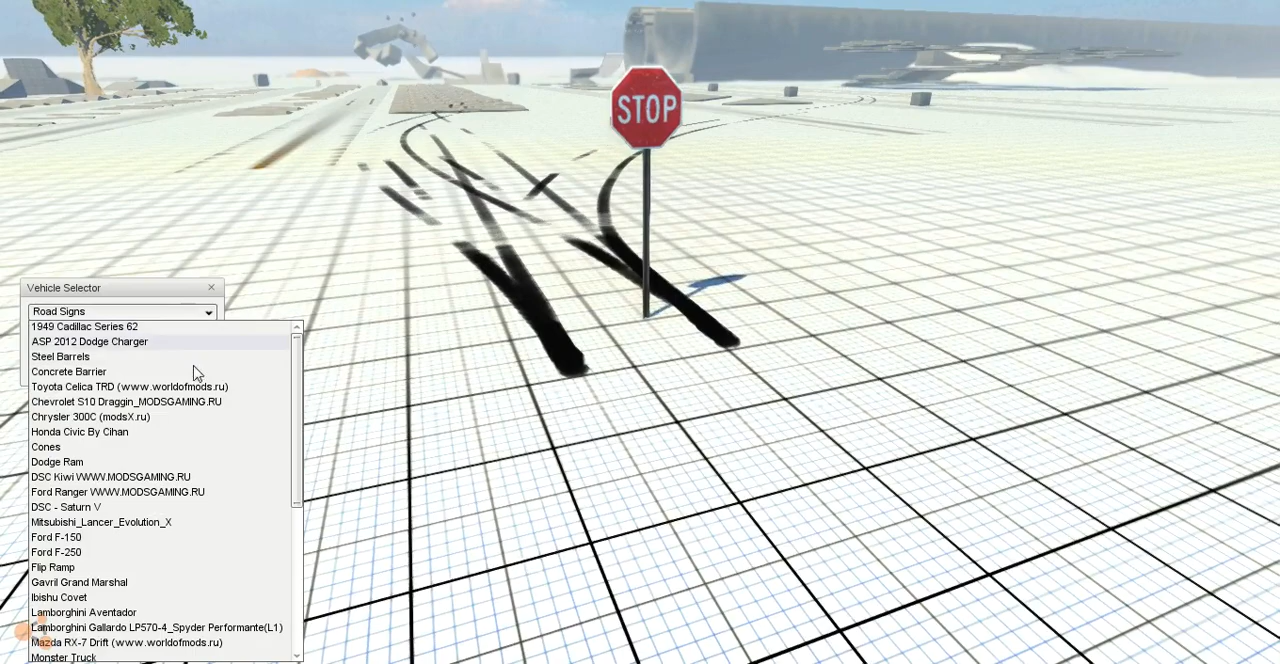 STOP
Vehicle Selector
Road Signs
1949 Cadillac Series 62
ASP 2012 Dodge Charger
Steel Barrels
Concrete Barrier
Toyota Celica TRD (www.worldofmods.ru)
Chevrolet S10 Draggin_MODSGAMING.RU
Chrysler 300C (modsX.ru)
Honda Civic By Cihan
Cones
Dodge Ram
DSC Kiwi WWW.MODSGAMING.RU
Ford Ranger WWW.MODSGAMING.RU
DSC - Saturn V
Mitsubishi_Lancer_Evolution_X
Ford F-150
Ford F-250
Flip Ramp
Gavril Grand Marshal
Ibishu Covet
Lamborghini Aventador
Lamborghini Gallardo LP570-4_Spyder Performante(L1)
Mazda RX-7 Drift (www.worldofmods.ru)
Monster Truck